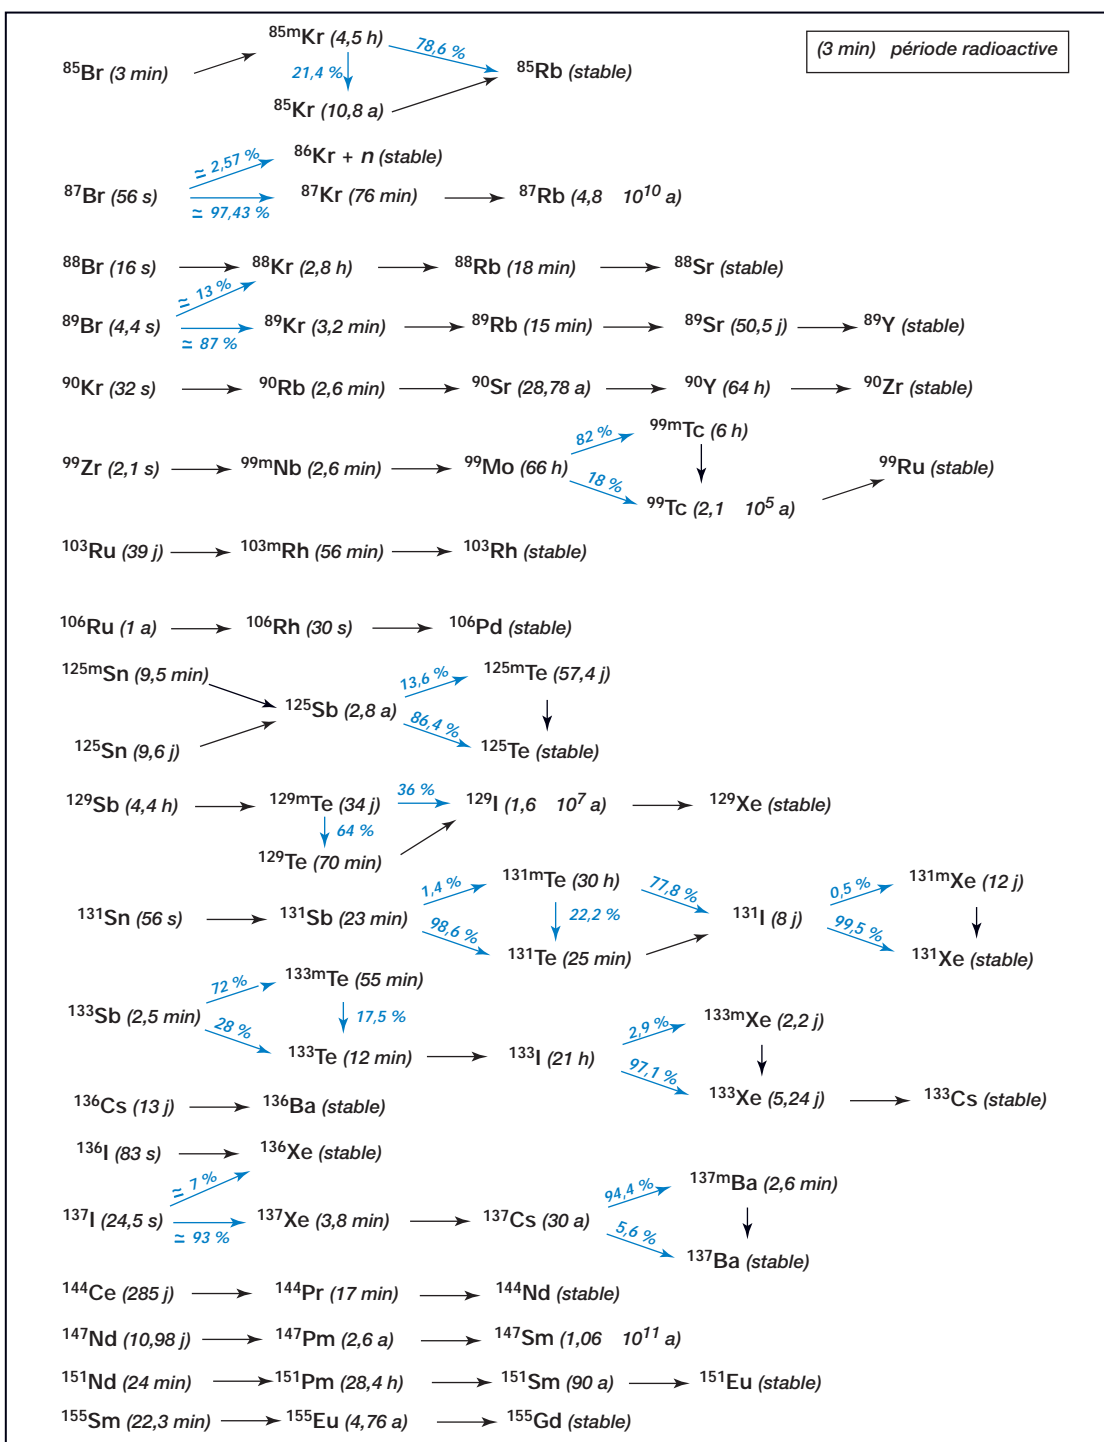 85mKr (4,5 h) 78,6 % (3 min) période radioactive
85Br (3 min) 21,4 % 85Rb (stable)
85Kr (10,8 a)
≃ 2,57 % 86Kr + n (stable)
87Br (56 s) 87Kr (76 min) 87Rb (4,8 10^10 a)
≃ 97,43 %
88Br (16 s) 88Kr (2,8 h) 88Rb (18 min) 88Sr (stable)
≃ 13 %
89Br (4,4 s) 89Kr (3,2 min) 89Rb (15 min) 89Sr (50,5 j) 89Y (stable)
≃ 87 %
90Kr (32 s) 90Rb (2,6 min) 90Sr (28,78 a) 90Y (64 h) 90Zr (stable)
82 % 99mTc (6 h)
99Zr (2,1 s) 99mNb (2,6 min) 99Mo (66 h) 99Ru (stable)
18 % 99Tc (2,1 10^5 a)
103Ru (39 j) 103mRh (56 min) 103Rh (stable)
106Ru (1 a) 106Rh (30 s) 106Pd (stable)
125mSn (9,5 min) 13,6 % 125mTe (57,4 j)
125Sb (2,8 a)
125Sn (9,6 j) 86,4 % 125Te (stable)
129Sb (4,4 h) 129mTe (34 j) 36 % 129I (1,6 10^7 a) 129Xe (stable)
64 %
129Te (70 min)
1,4 % 131mTe (30 h) 77,8 % 0,5 % 131mXe (12 j)
131Sn (56 s) 131Sb (23 min) 22,2 % 131I (8 j)
98,6 % 131Te (25 min) 99,5 % 131Xe (stable)
72 % 133mTe (55 min)
133Sb (2,5 min) 17,5 % 2,9 % 133mXe (2,2 j)
28 % 133Te (12 min) 133I (21 h)
97,1 % 133Xe (5,24 j) 133Cs (stable)
136Cs (13 j) 136Ba (stable)
136I (83 s) 136Xe (stable)
≃ 7 % 94,4 % 137mBa (2,6 min)
137I (24,5 s) 137Xe (3,8 min) 137Cs (30 a)
≃ 93 % 5,6 % 137Ba (stable)
144Ce (285 j) 144Pr (17 min) 144Nd (stable)
147Nd (10,98 j) 147Pm (2,6 a) 147Sm (1,06 10^11 a)
151Nd (24 min) 151Pm (28,4 h) 151Sm (90 a) 151Eu (stable)
155Sm (22,3 min) 155Eu (4,76 a) 155Gd (stable)